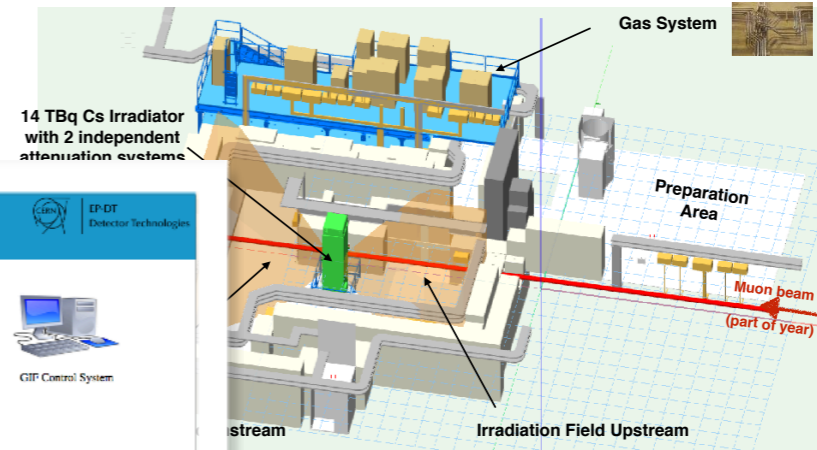 Gas System
14 TBq Cs Irradiator
with 2 independent
attenuation systems
CERN
EP-DT
Detector Technologies
Preparation
Area
Muon beam
(part of year)
GIF Control System
Irradiation Field Upstream